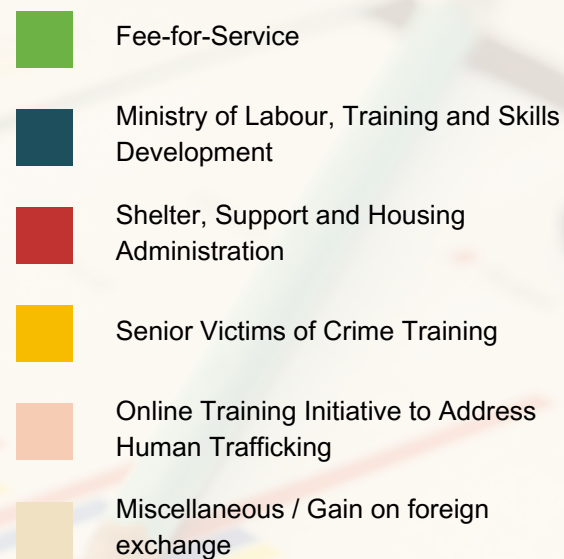 Fee-for-Service
Ministry of Labour, Training and Skills
Development
Shelter, Support and Housing
Administration
Senior Victims of Crime Training
Online Training Initiative to Address
Human Trafficking
Miscellaneous / Gain on foreign
exchange